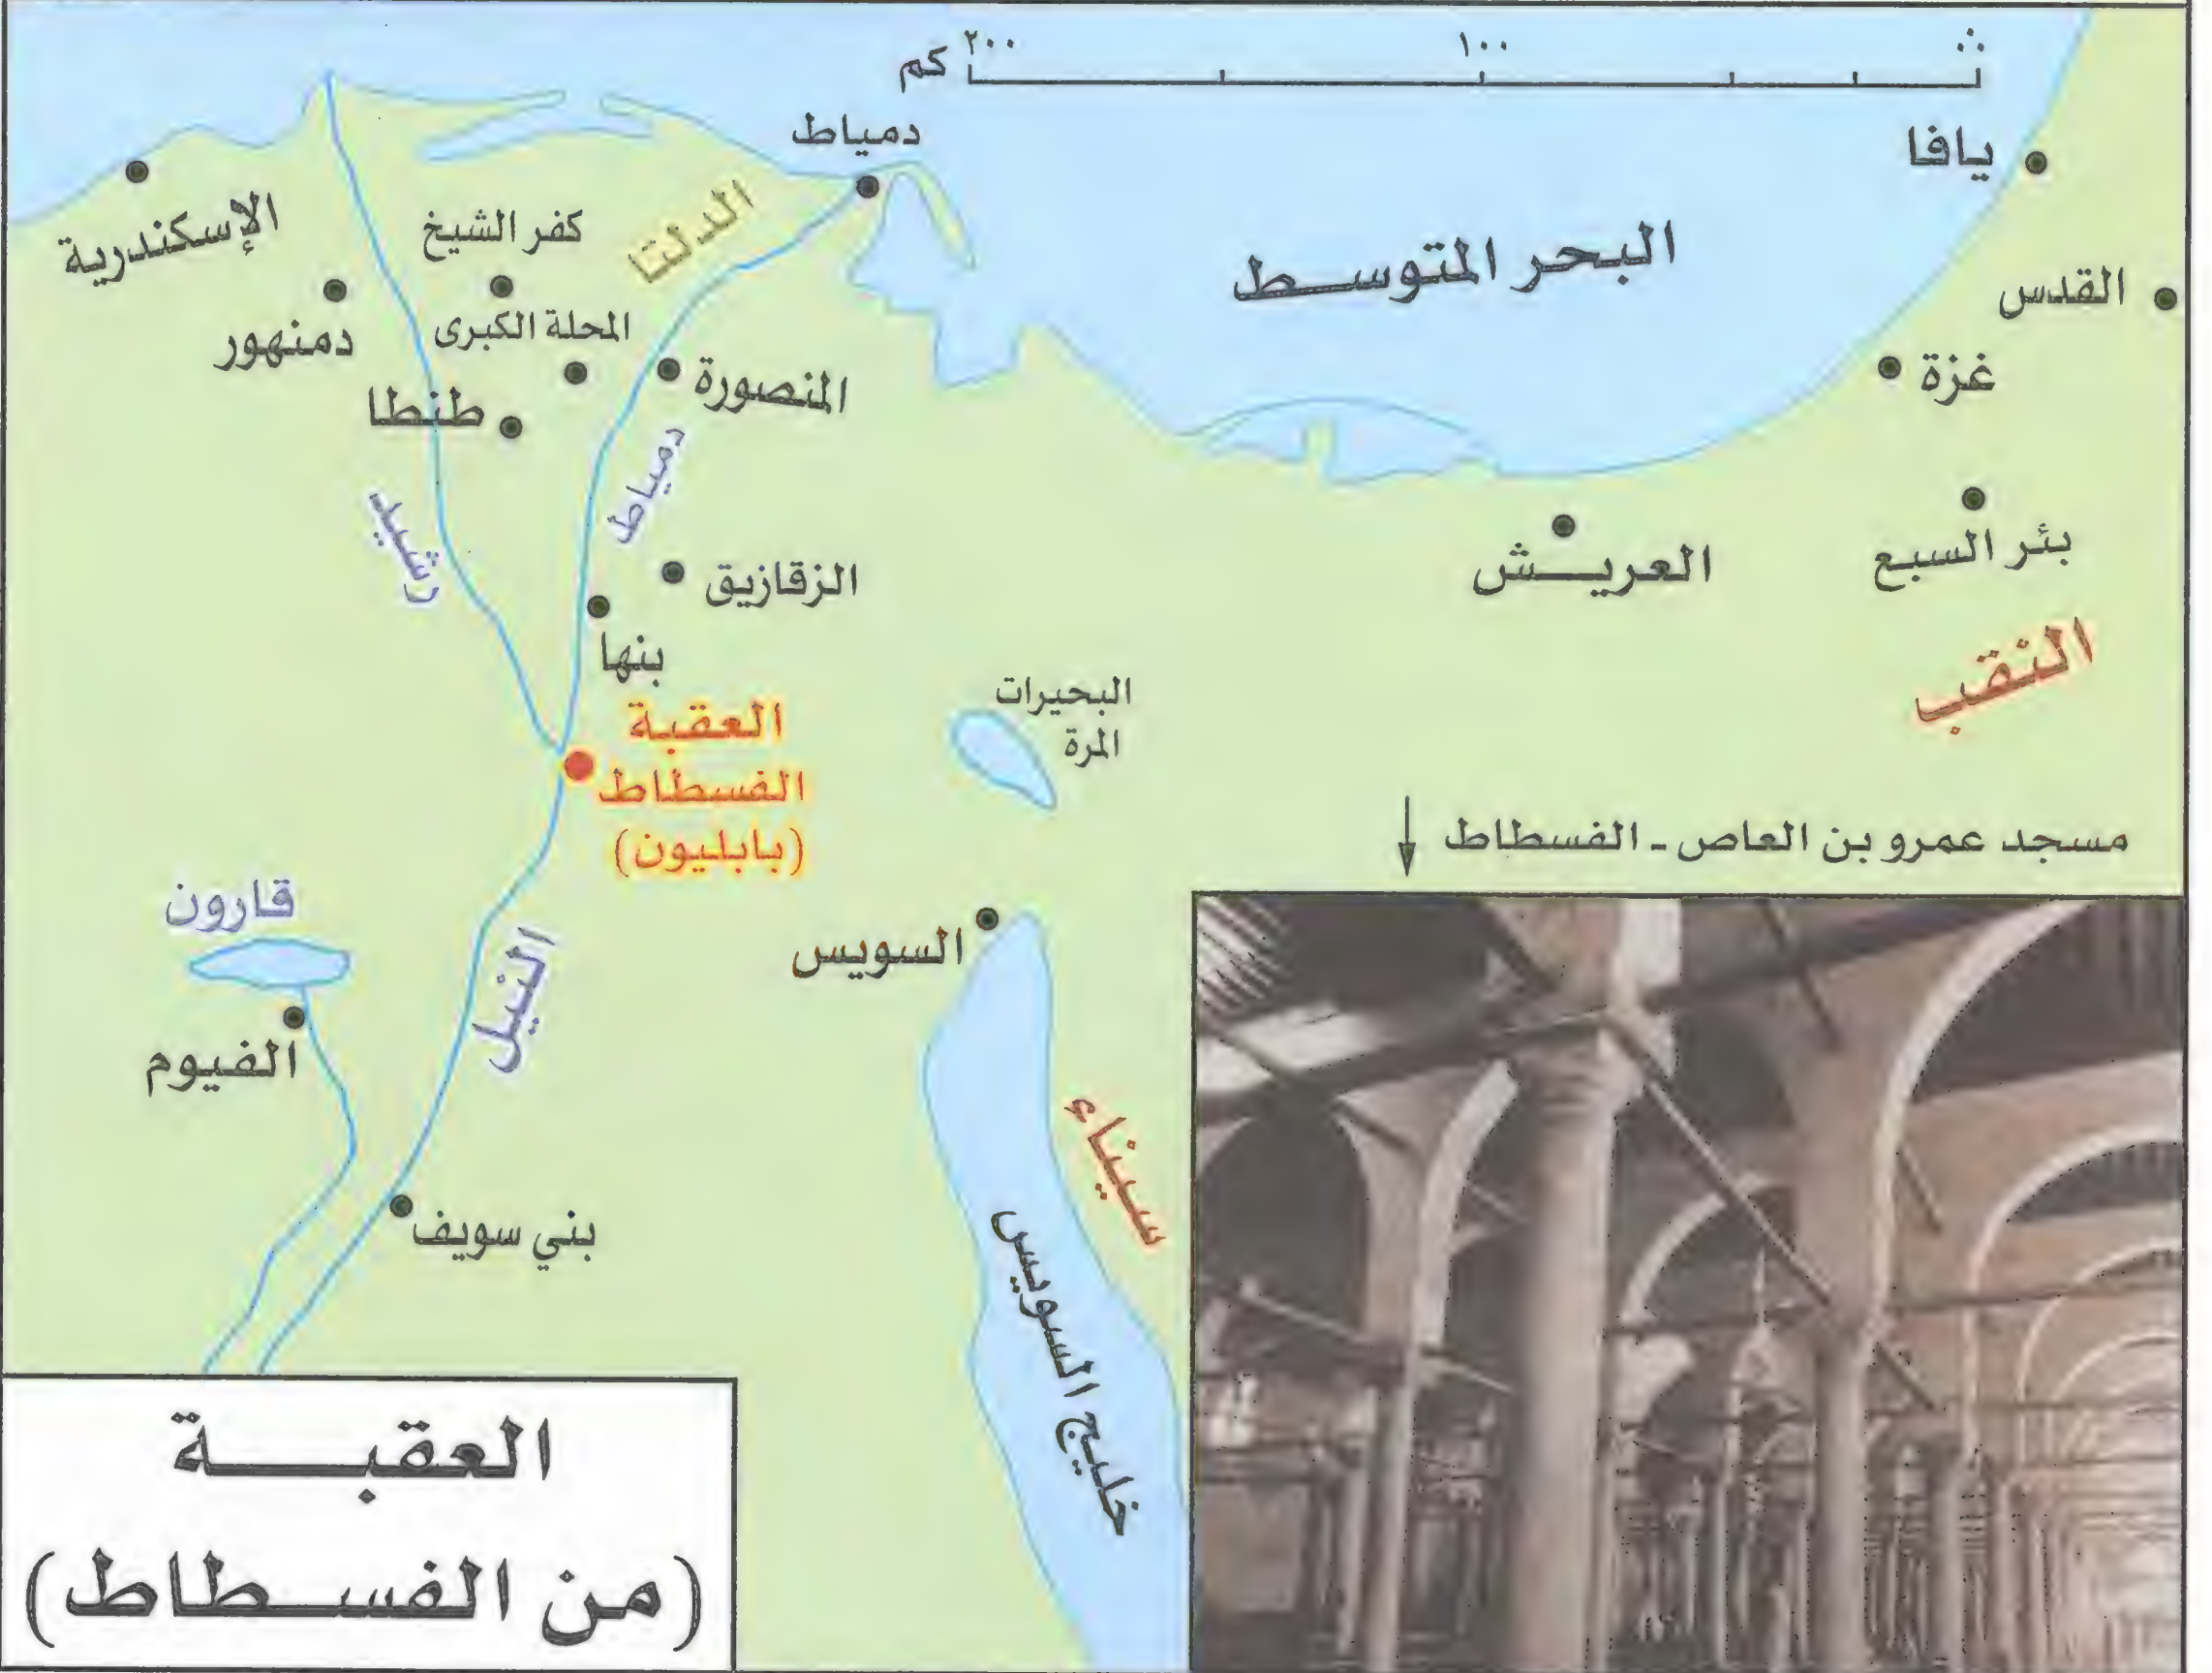 ٢٠٠ ١٠٠ ٠
كم
دمياط
يافا
الإسكندرية
كفر الشيخ
الدلتا
البحر المتوسط
القدس
دمنهور
المحلة الكبرى
المنصورة
غزة
طنطا
رشيد
دمياط
الزقازيق
العريش
بئر السبع
بنها
النقب
العقبة
الفسطاط
(بابليون)
البحيرات
المرة
مسجد عمرو بن العاص - الفسطاط
قارون
السويس
النيل
الفيوم
سيناء
بني سويف
خليج السويس
العقبة
(من الفسطاط)